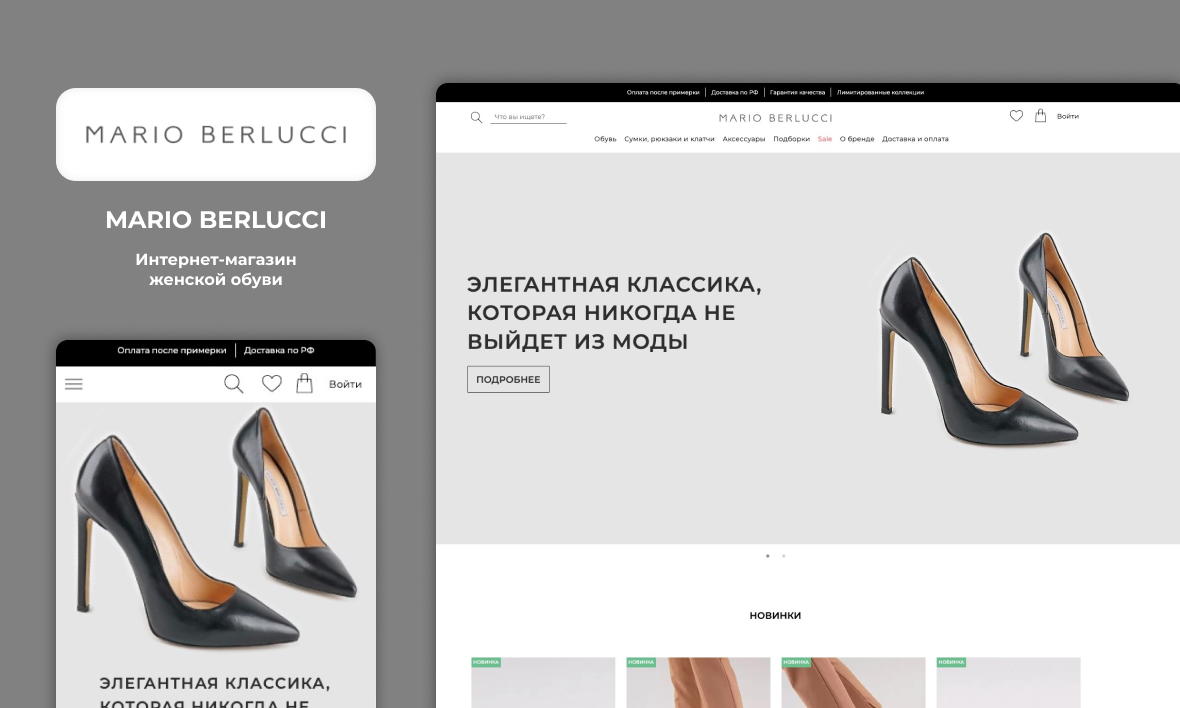 MARIO BERLUCCI
MARIO BERLUCCI
Интернет-магазин
женской обуви
Оплата после примерки | Доставка по РФ
Войти
ЭЛЕГАНТНАЯ КЛАССИКА,
КОТОРАЯ НИКОГДА НЕ
Оплата после примерки | Доставка по РФ | Гарантия качества | Лимитированные коллекции
Что вы ищете?
MARIO BERLUCCI
Войти
Обувь Сумки, рюкзаки и клатчи Аксессуары Подборки Sale О бренде Доставка и оплата
ЭЛЕГАНТНАЯ КЛАССИКА,
КОТОРАЯ НИКОГДА НЕ
ВЫЙДЕТ ИЗ МОДЫ
ПОДРОБНЕЕ
НОВИНКИ
НОВИНКА НОВИНКА НОВИНКА НОВИНКА